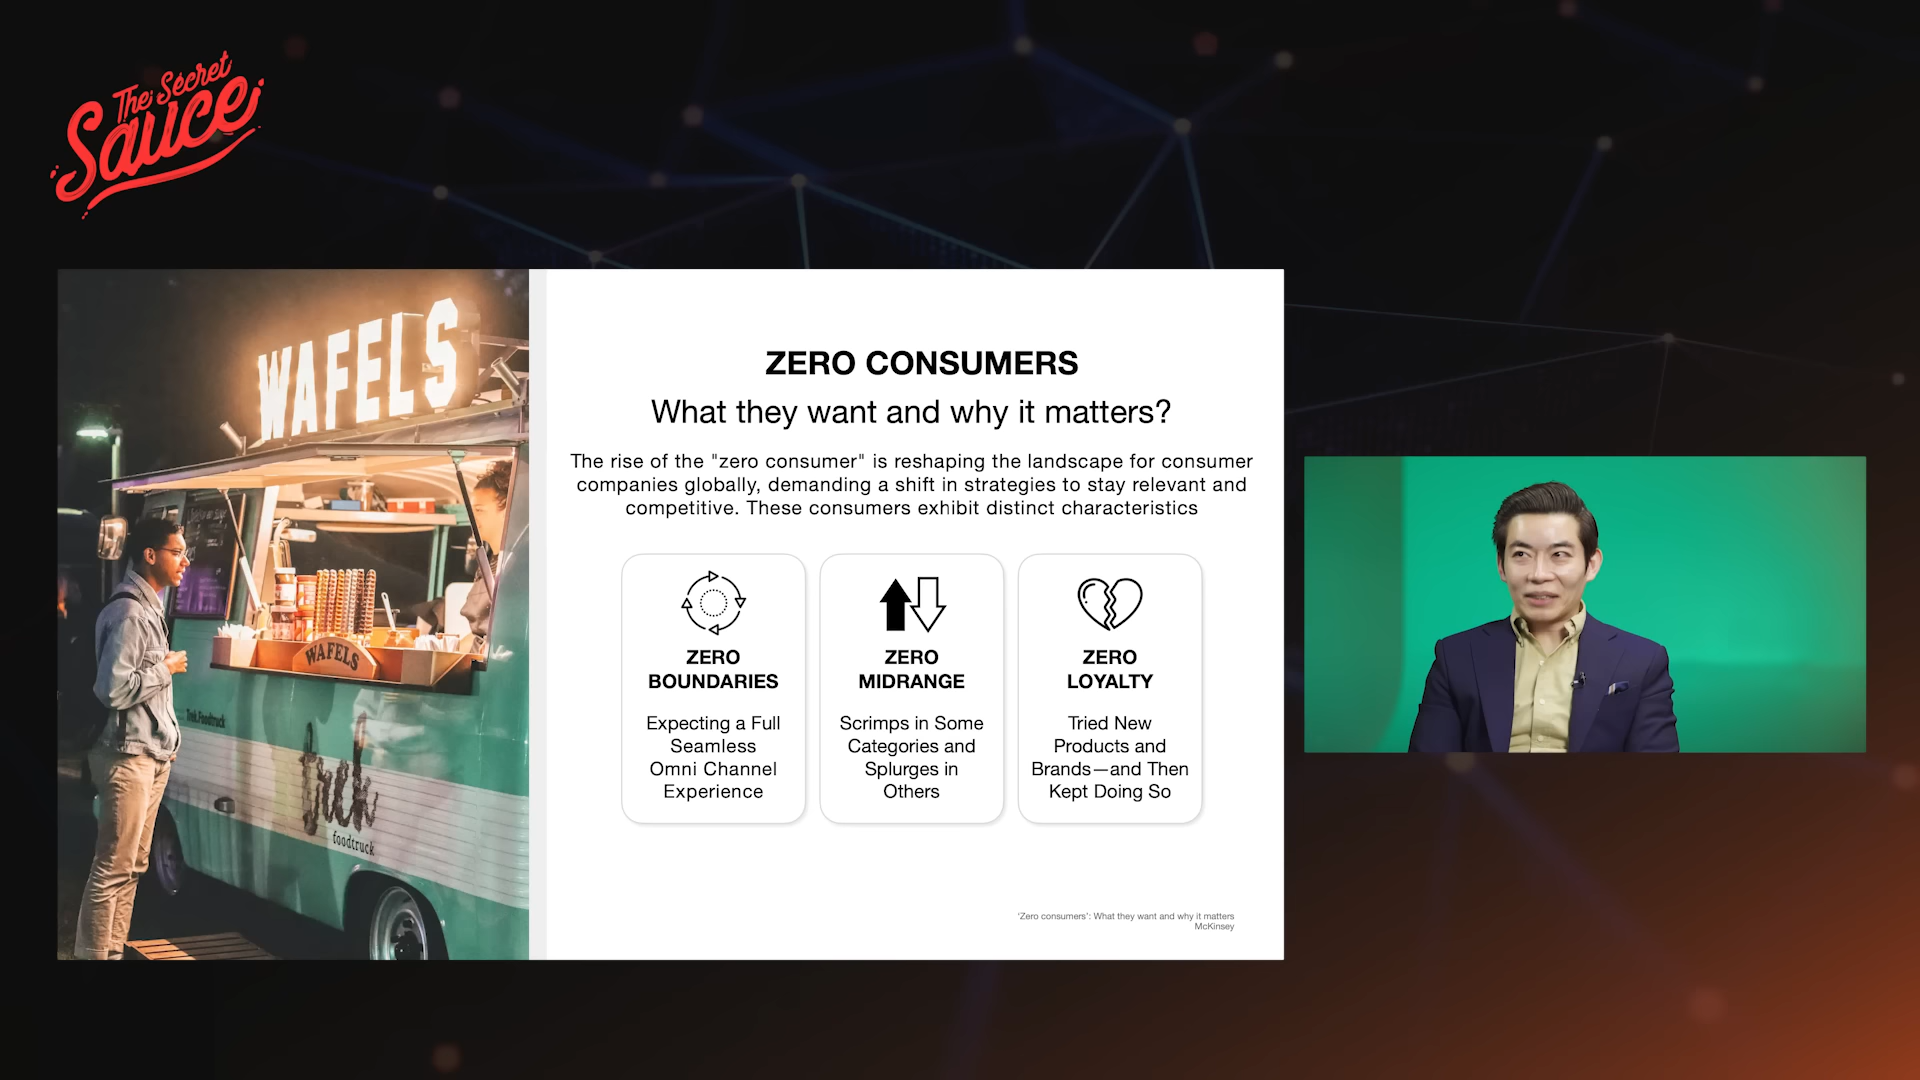 The Secret
Sauce
WAFELS
WAFELS
Trek.Foodtruck
trek
foodtruck
ZERO CONSUMERS
What they want and why it matters?
The rise of the "zero consumer" is reshaping the landscape for consumer
companies globally, demanding a shift in strategies to stay relevant and
competitive. These consumers exhibit distinct characteristics
ZERO
BOUNDARIES
Expecting a Full
Seamless
Omni Channel
Experience
ZERO
MIDRANGE
Scrimps in Some
Categories and
Splurges in
Others
ZERO
LOYALTY
Tried New
Products and
Brands—and Then
Kept Doing So
'Zero consumers': What they want and why it matters
McKinsey